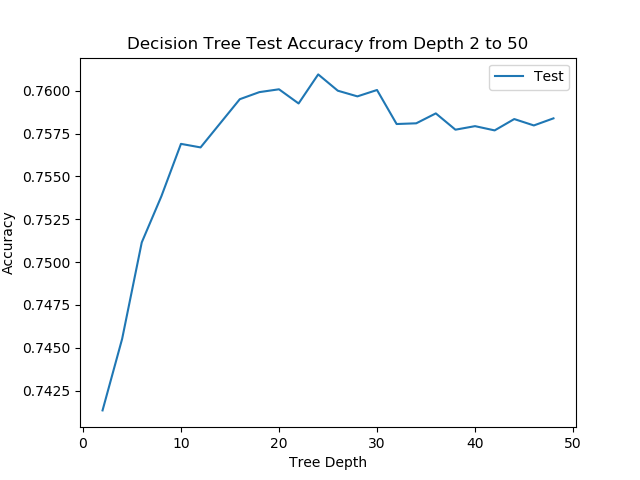 Decision Tree Test Accuracy from Depth 2 to 50
Test
0.7600
0.7575
0.7550
0.7525
0.7500
0.7475
0.7450
0.7425
Accuracy
0 10 20 30 40 50
Tree Depth